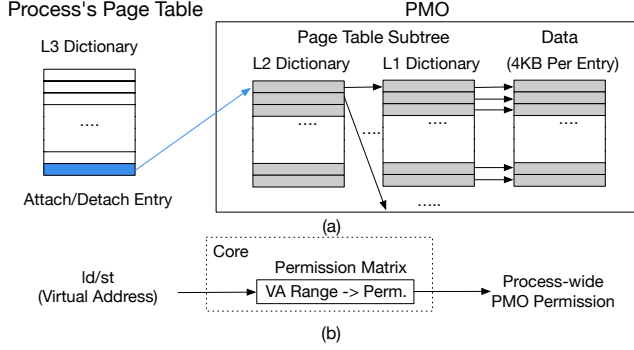 Process's Page Table
PMO
L3 Dictionary
Page Table Subtree
Data
L2 Dictionary
L1 Dictionary
(4KB Per Entry)
....
....
....
....
....
Attach/Detach Entry
.....
(a)
Core
ld/st
(Virtual Address)
Permission Matrix
VA Range -> Perm.
Process-wide
PMO Permission
(b)